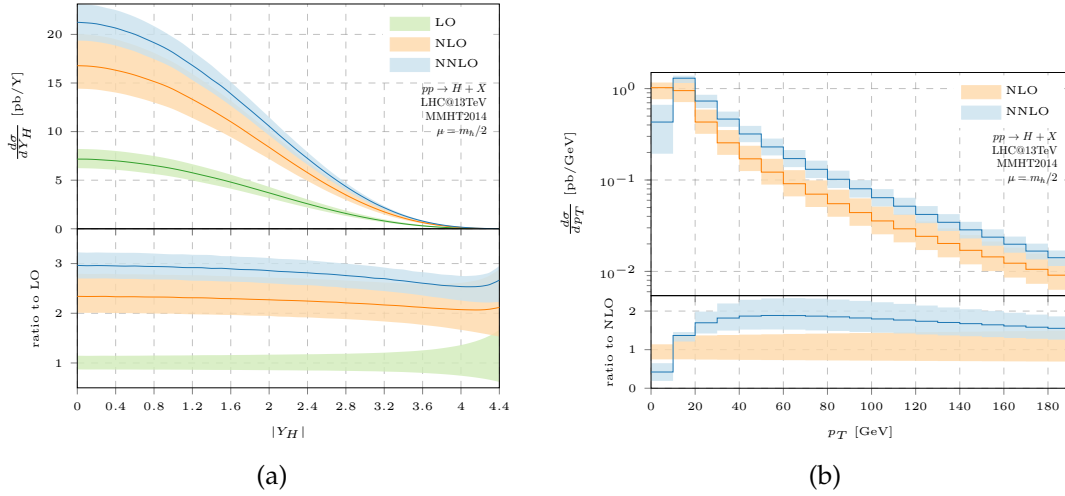 20
15
10
5
0
dσ/dY_H [pb/Y]
LO
NLO
NNLO
pp → H + X
LHC@13TeV
MMHT2014
μ = m_h/2
3
2
1
ratio to LO
0 0.4 0.8 1.2 1.6 2 2.4 2.8 3.2 3.6 4 4.4
|Y_H|
(a)
10^0
10^−1
10^−2
dσ/dp_T [pb/GeV]
NLO
NNLO
pp → H + X
LHC@13TeV
MMHT2014
μ = m_h/2
2
1
0
ratio to NLO
0 20 40 60 80 100 120 140 160 180
p_T [GeV]
(b)